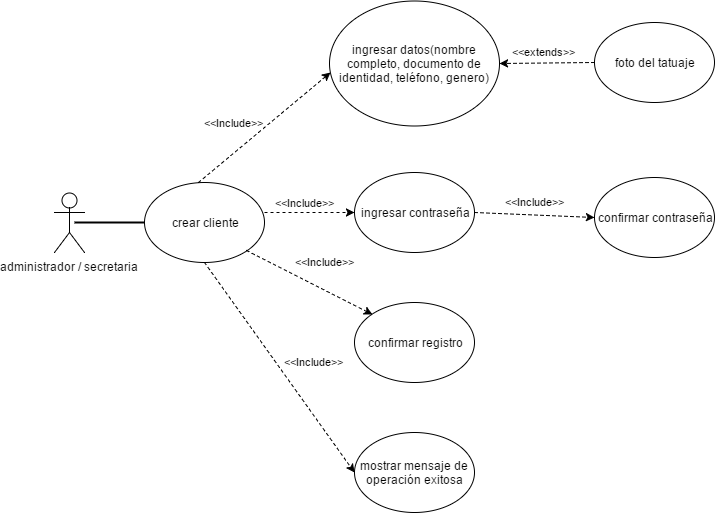 ingresar datos(nombre
completo, documento de
identidad, teléfono, genero)
<<extends>>
foto del tatuaje
<<Include>>
administrador / secretaria
crear cliente
<<Include>>
ingresar contraseña
<<Include>>
confirmar contraseña
<<Include>>
confirmar registro
<<Include>>
mostrar mensaje de
operación exitosa